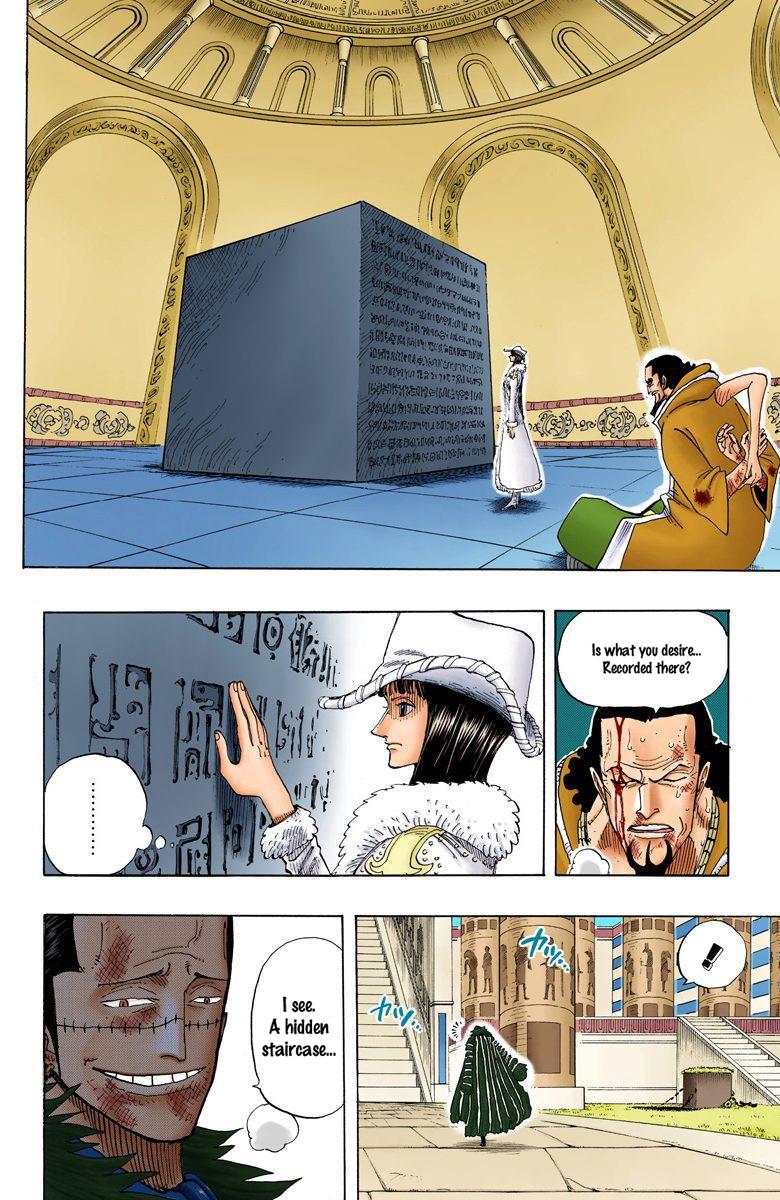 Is what you desire...
Recorded there?
..........
!
カツ...
カツ...
I see.
A hidden
staircase...